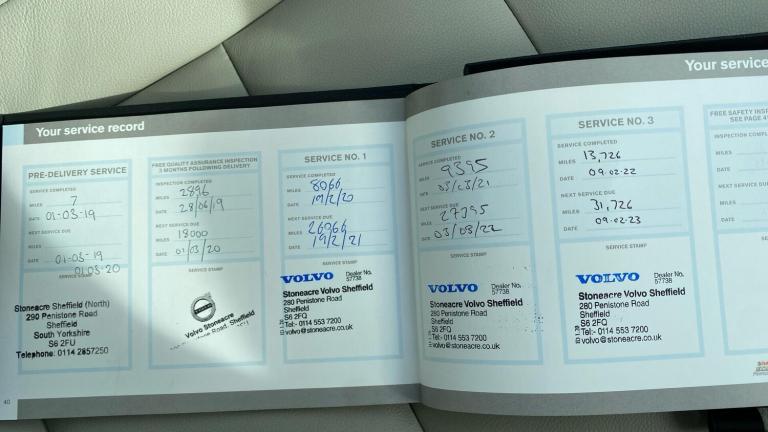 Your service record
PRE-DELIVERY SERVICE
SERVICE COMPLETED
MILES 7
DATE 01-03-19
NEXT SERVICE DUE
DATE 01-03-19
01.03-20
SERVICE STAMP
Stoneacre Sheffield (North)
290 Penistone Road
Sheffield
South Yorkshire
S6 2FU
Telephone: 0114 2857250
40
FREE QUALITY ASSURANCE INSPECTION
3 MONTHS FOLLOWING DELIVERY
INSPECTION COMPLETED
MILES 2896
DATE 28/06/19
NEXT SERVICE DUE
MILES 18000
DATE 01/03/20
SERVICE STAMP
Volvo Stoneacre
Road, Sheffield
SERVICE NO. 1
SERVICE COMPLETED
MILES 8066
DATE 19/2/20
NEXT SERVICE DUE
MILES 26066
DATE 19/2/21
SERVICE STAMP
VOLVO Dealer No.
57738
Stoneacre Volvo Sheffield
280 Penistone Road
Sheffield
S6 2FQ
Tel:- 0114 553 7200
volvo@stoneacre.co.uk
Your service
SERVICE NO. 2
SERVICE COMPLETED
MILES 9395
DATE 03/03/21
NEXT SERVICE DUE
MILES 27395
DATE 03/03/22
SERVICE STAMP
VOLVO Dealer No.
57738
Stoneacre Volvo Sheffield
280 Penistone Road
Sheffield
S6 2FQ
Tel:- 0114 553 7200
volvo@stoneacre.co.uk
SERVICE NO. 3
SERVICE COMPLETED
MILES 13,726
DATE 09.02.22
NEXT SERVICE DUE
MILES 31,726
DATE 09.02.23
SERVICE STAMP
VOLVO Dealer No.
57738
Stoneacre Volvo Sheffield
280 Penistone Road
Sheffield
S6 2FQ
Tel:- 0114 553 7200
volvo@stoneacre.co.uk
FREE SAFETY
SEE PAGE
INSPECTION
MILES
DATE
NEXT SERVICE DUE
MILES
DATE